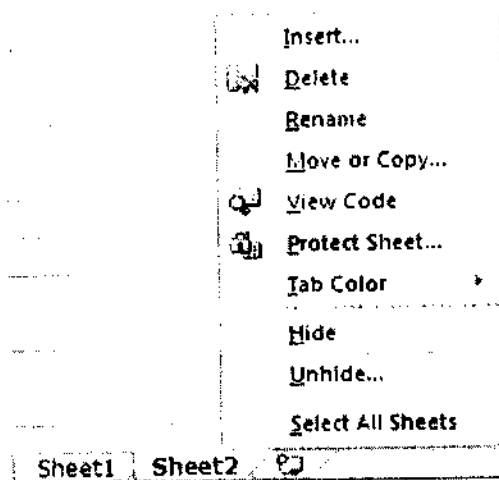 Insert...
Delete
Rename
Move or Copy...
View Code
Protect Sheet...
Tab Color
Hide
Unhide...
Select All Sheets
Sheet1 Sheet2